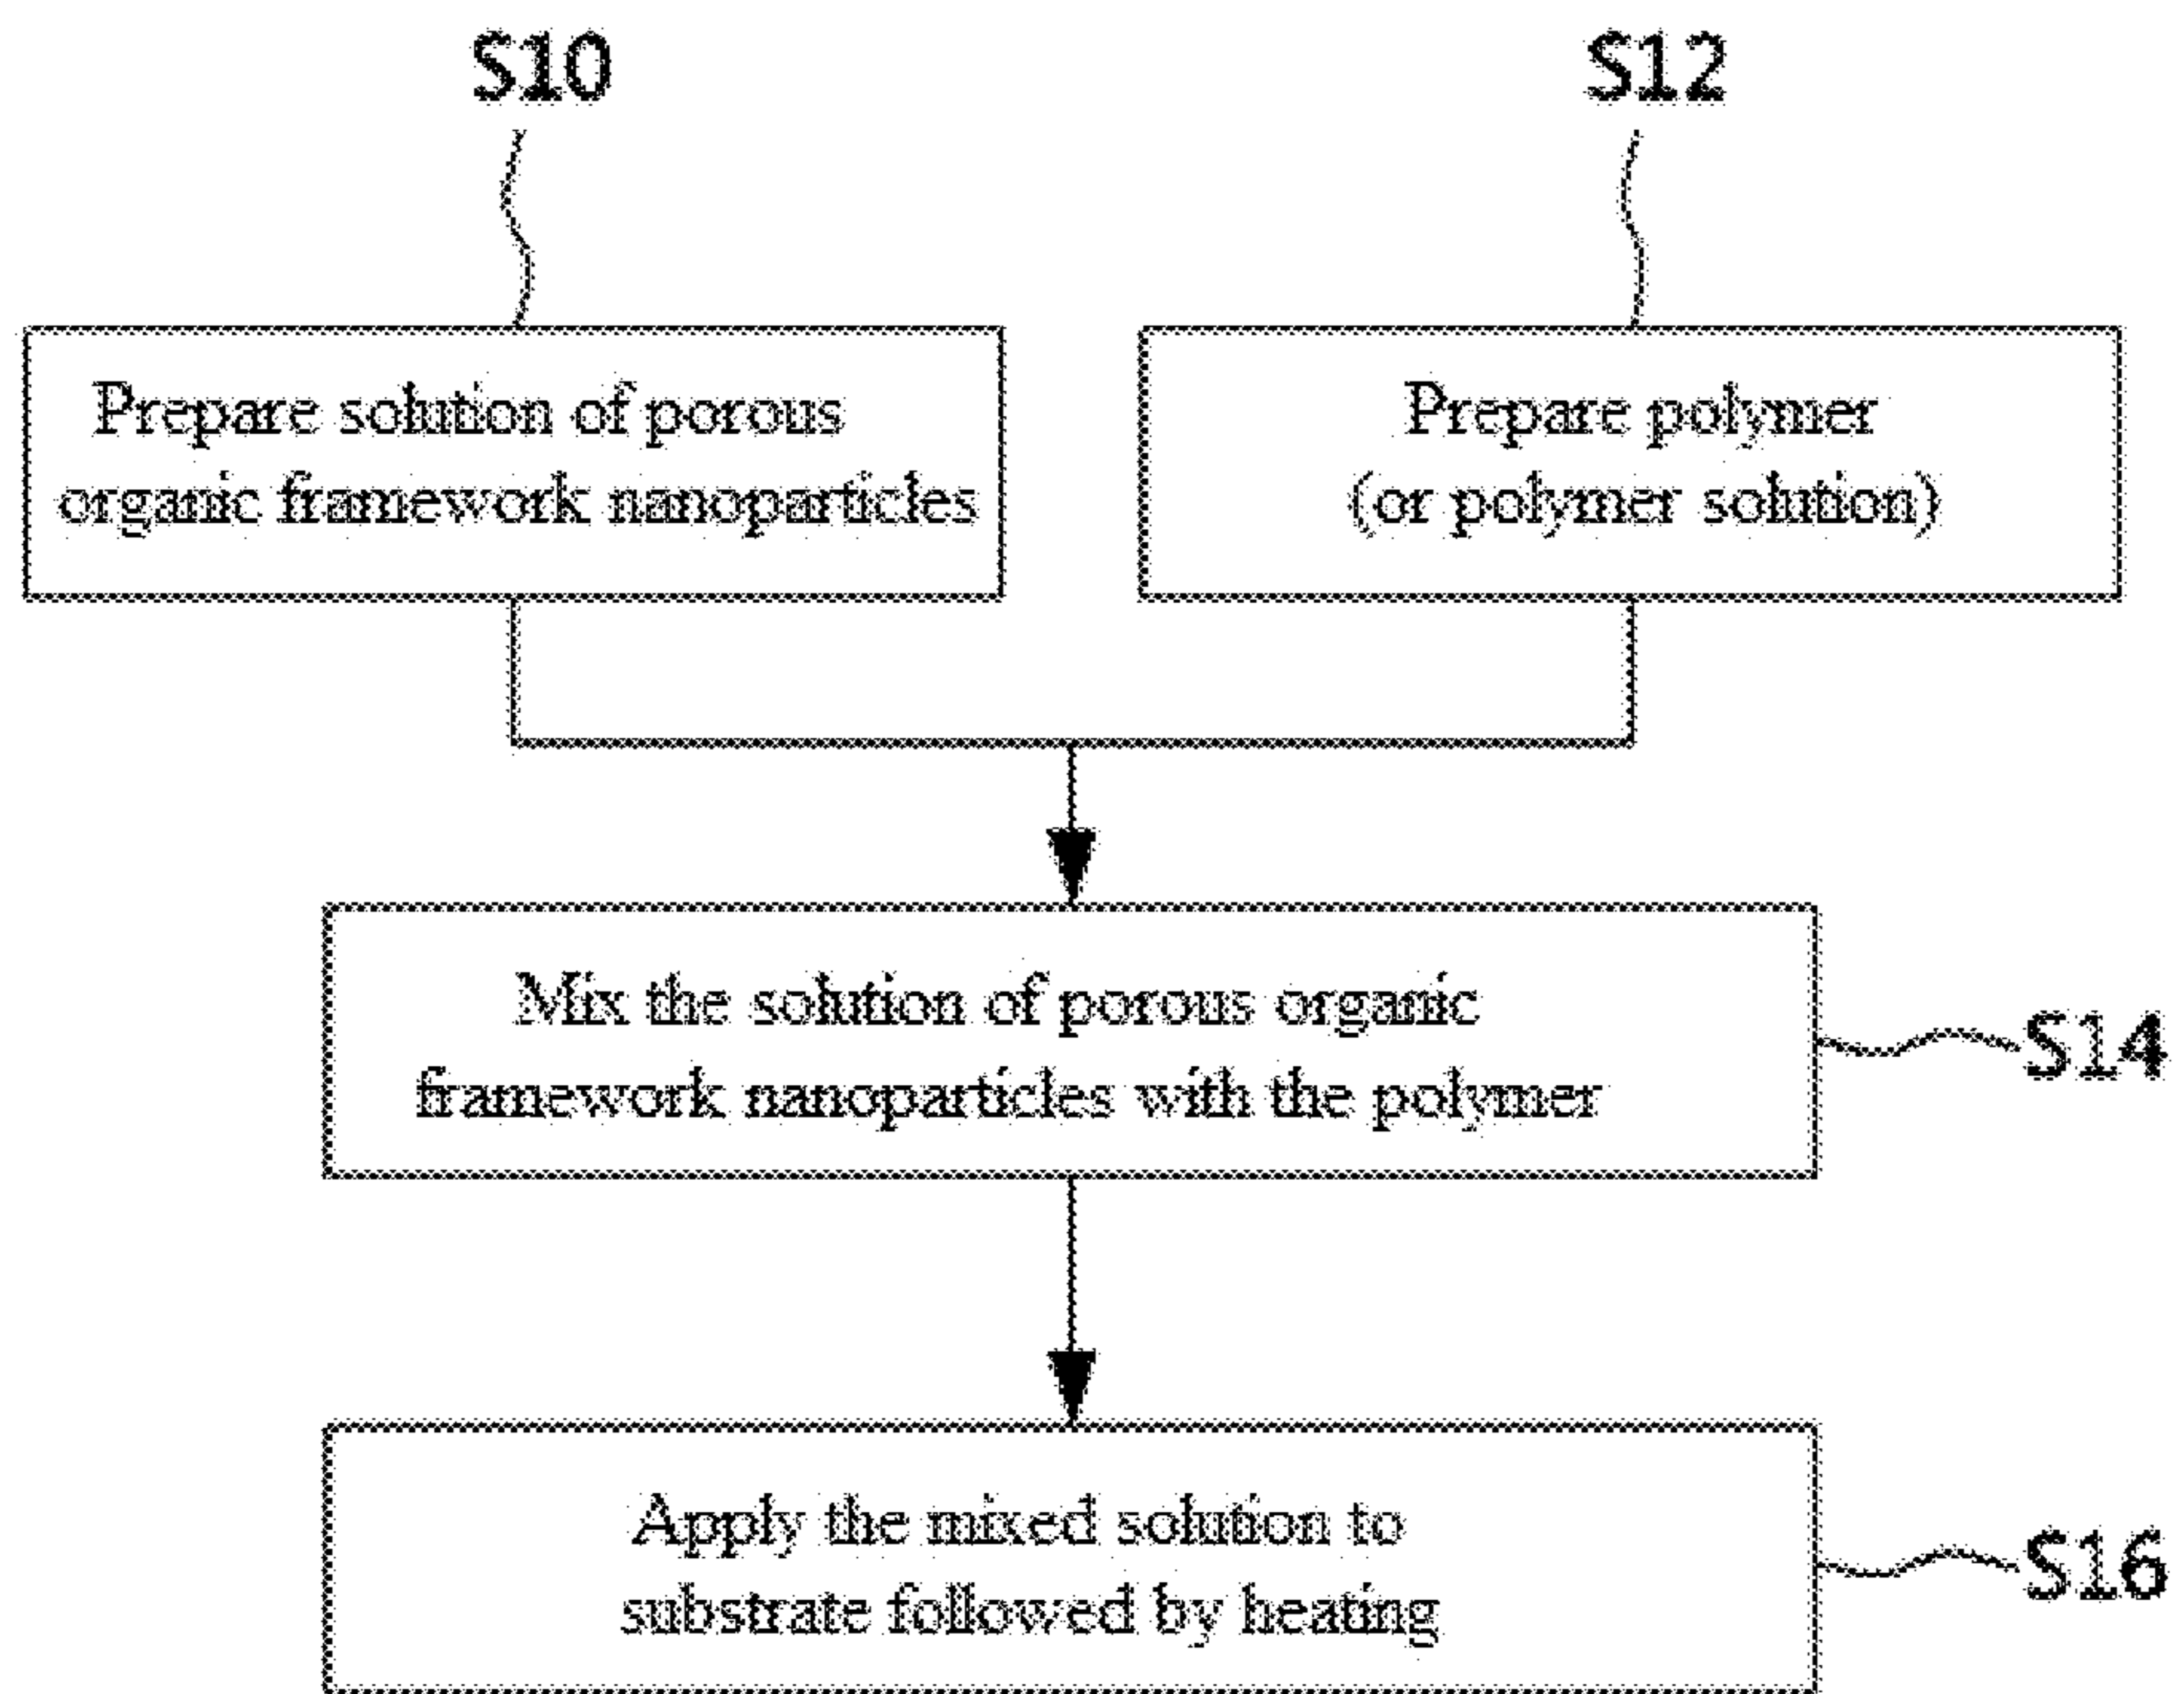 S10
S12
Prepare solution of porous
organic framework nanoparticles
Prepare polymer
(or polymer solution)
Mix the solution of porous organic
framework nanoparticles with the polymer
S14
Apply the mixed solution to
substrate followed by heating
S16